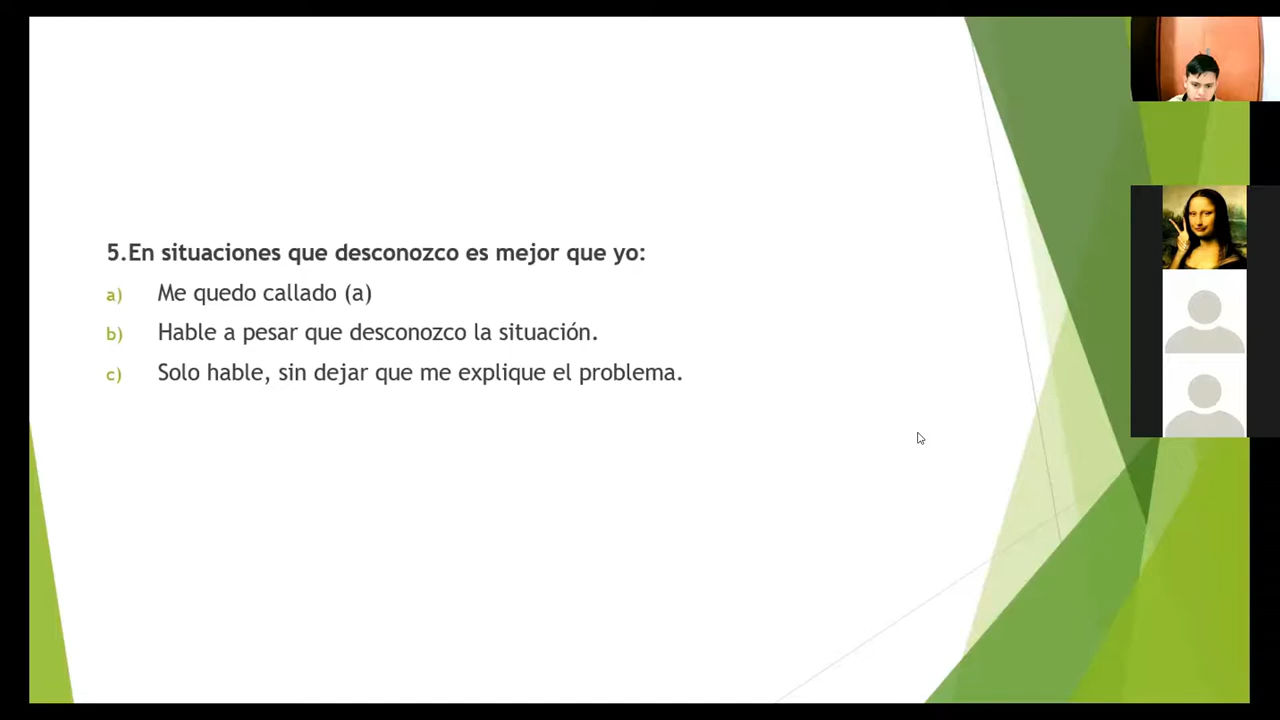 5.En situaciones que desconozco es mejor que yo:
a) Me quedo callado (a)
b) Hable a pesar que desconozco la situación.
c) Solo hable, sin dejar que me explique el problema.